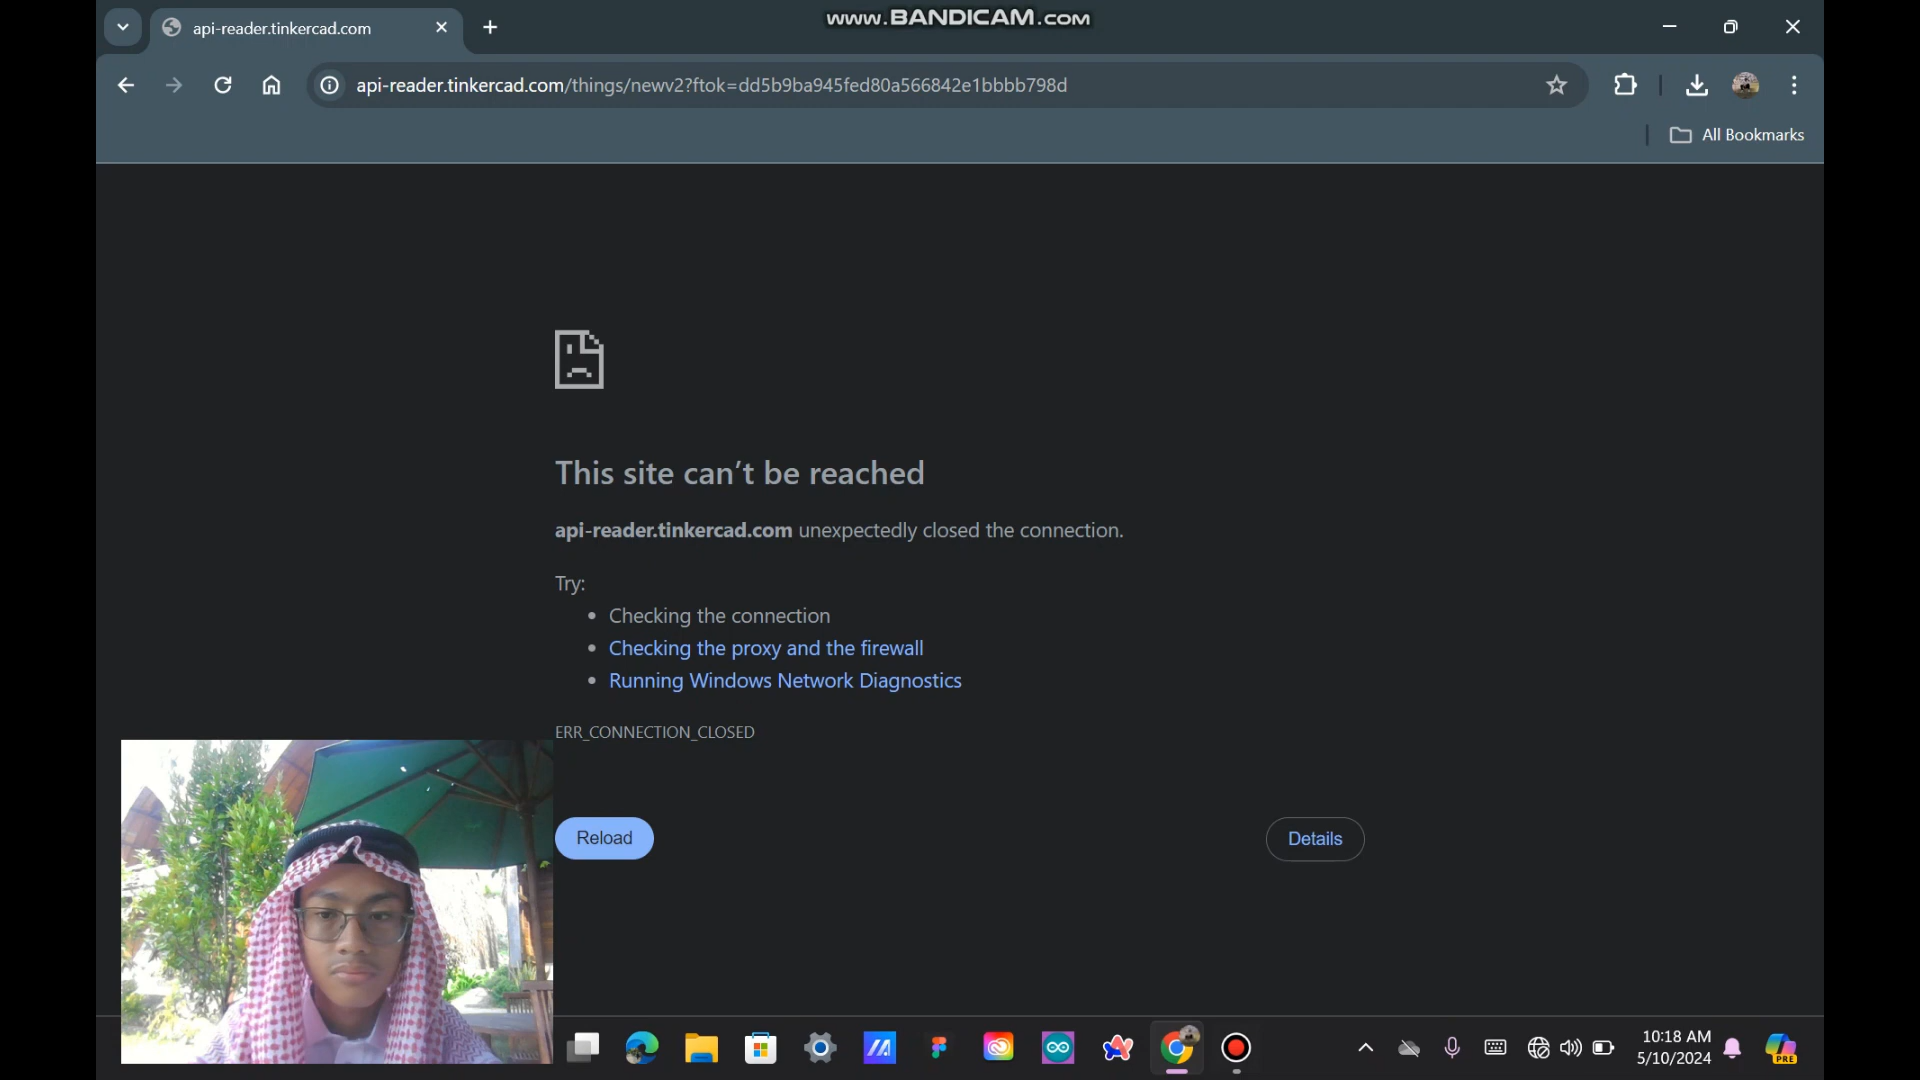 www.BANDICAM.com
api-reader.tinkercad.com
api-reader.tinkercad.com/things/newv2?ftok=dd5b9ba945fed80a566842e1bbbb798d
All Bookmarks
This site can’t be reached
api-reader.tinkercad.com unexpectedly closed the connection.
Try:
• Checking the connection
• Checking the proxy and the firewall
• Running Windows Network Diagnostics
ERR_CONNECTION_CLOSED
Reload
Details
10:18 AM
5/10/2024
PRE